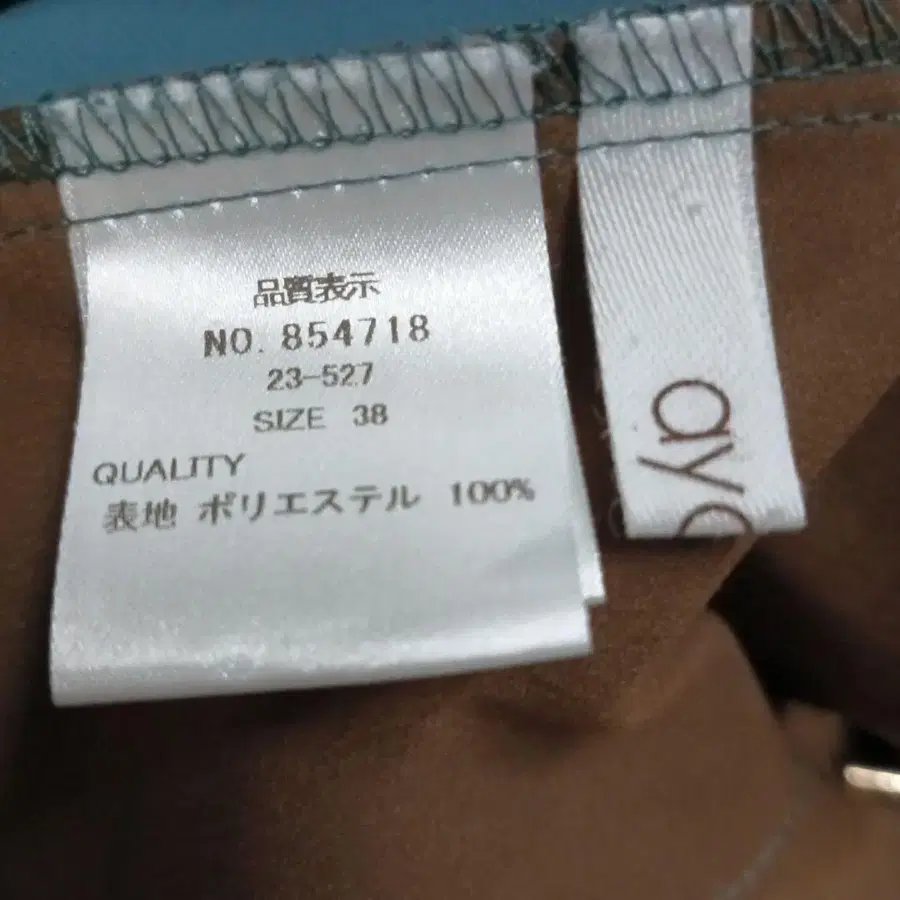 品質表示
NO. 854718
23-527
SIZE 38
QUALITY
表地 ポリエステル 100%
ay